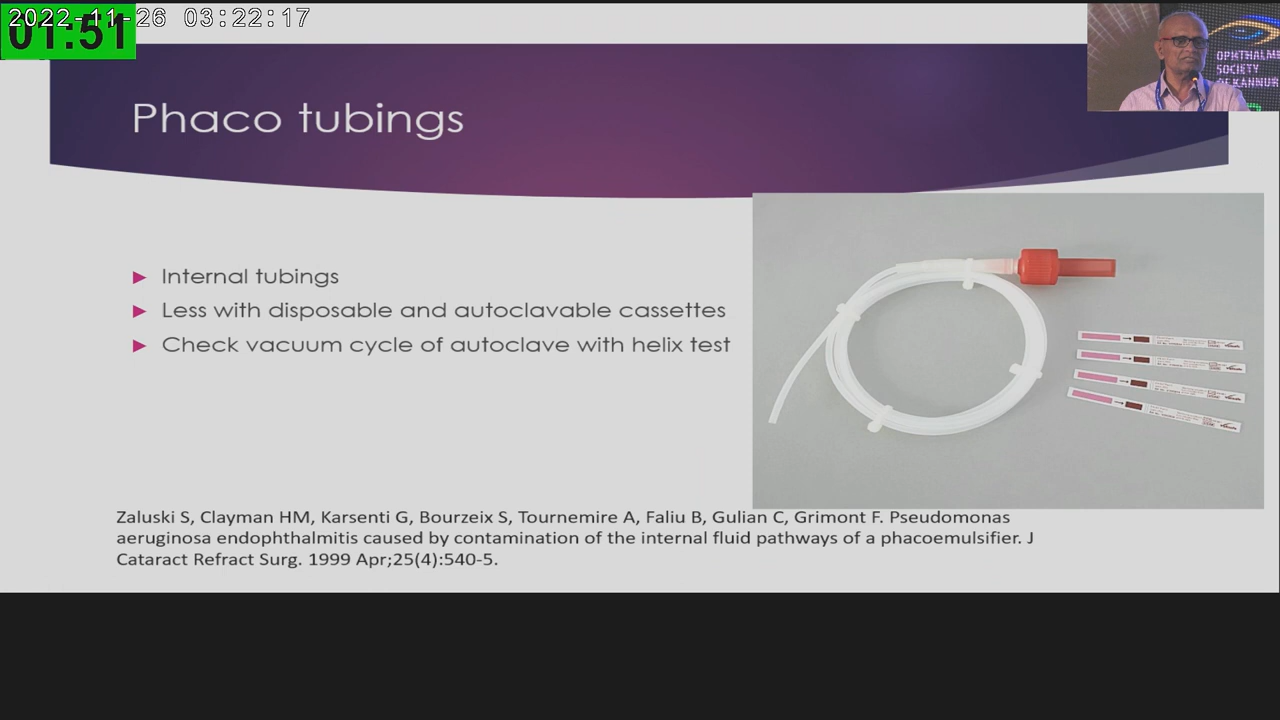 2022-11-26 03:22:17
01:51
OPHTHALM
SOCIETY
OF KANNUR
Phaco tubings
Internal tubings
Less with disposable and autoclavable cassettes
Check vacuum cycle of autoclave with helix test
Zaluski S, Clayman HM, Karsenti G, Bourzeix S, Tournemire A, Faliu B, Gulian C, Grimont F. Pseudomonas
aeruginosa endophthalmitis caused by contamination of the internal fluid pathways of a phacoemulsifier. J
Cataract Refract Surg. 1999 Apr;25(4):540-5.